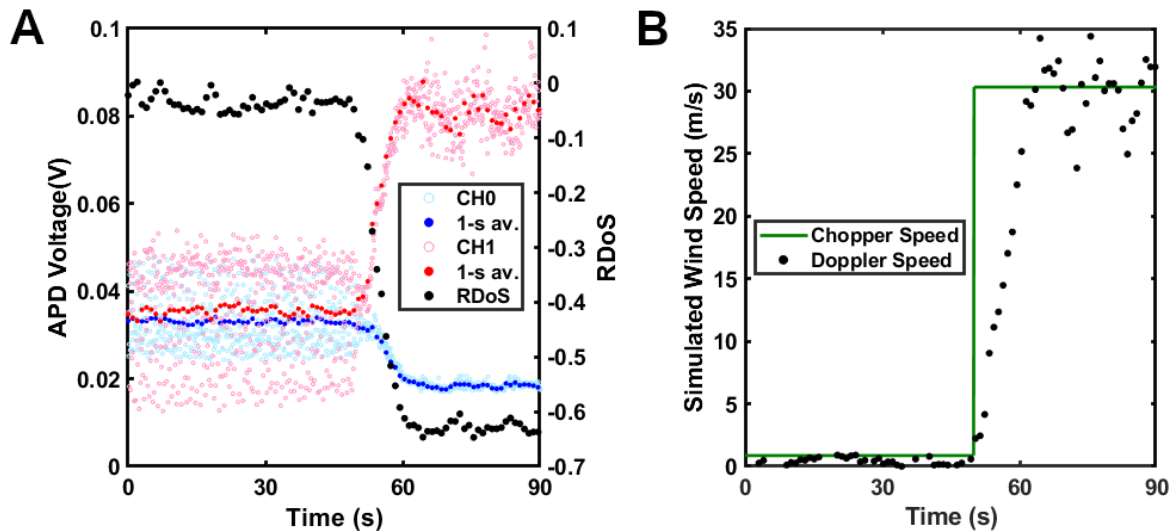 A
APD Voltage(V)
0.1
0.08
0.06
0.04
0.02
0
0
30
60
90
Time (s)
0.1
0
-0.1
-0.2
-0.3
-0.4
-0.5
-0.6
-0.7
RDoS
CH0
1-s av.
CH1
1-s av.
RDoS
B
Simulated Wind Speed (m/s)
35
30
25
20
15
10
5
0
0
30
60
90
Time (s)
Chopper Speed
Doppler Speed